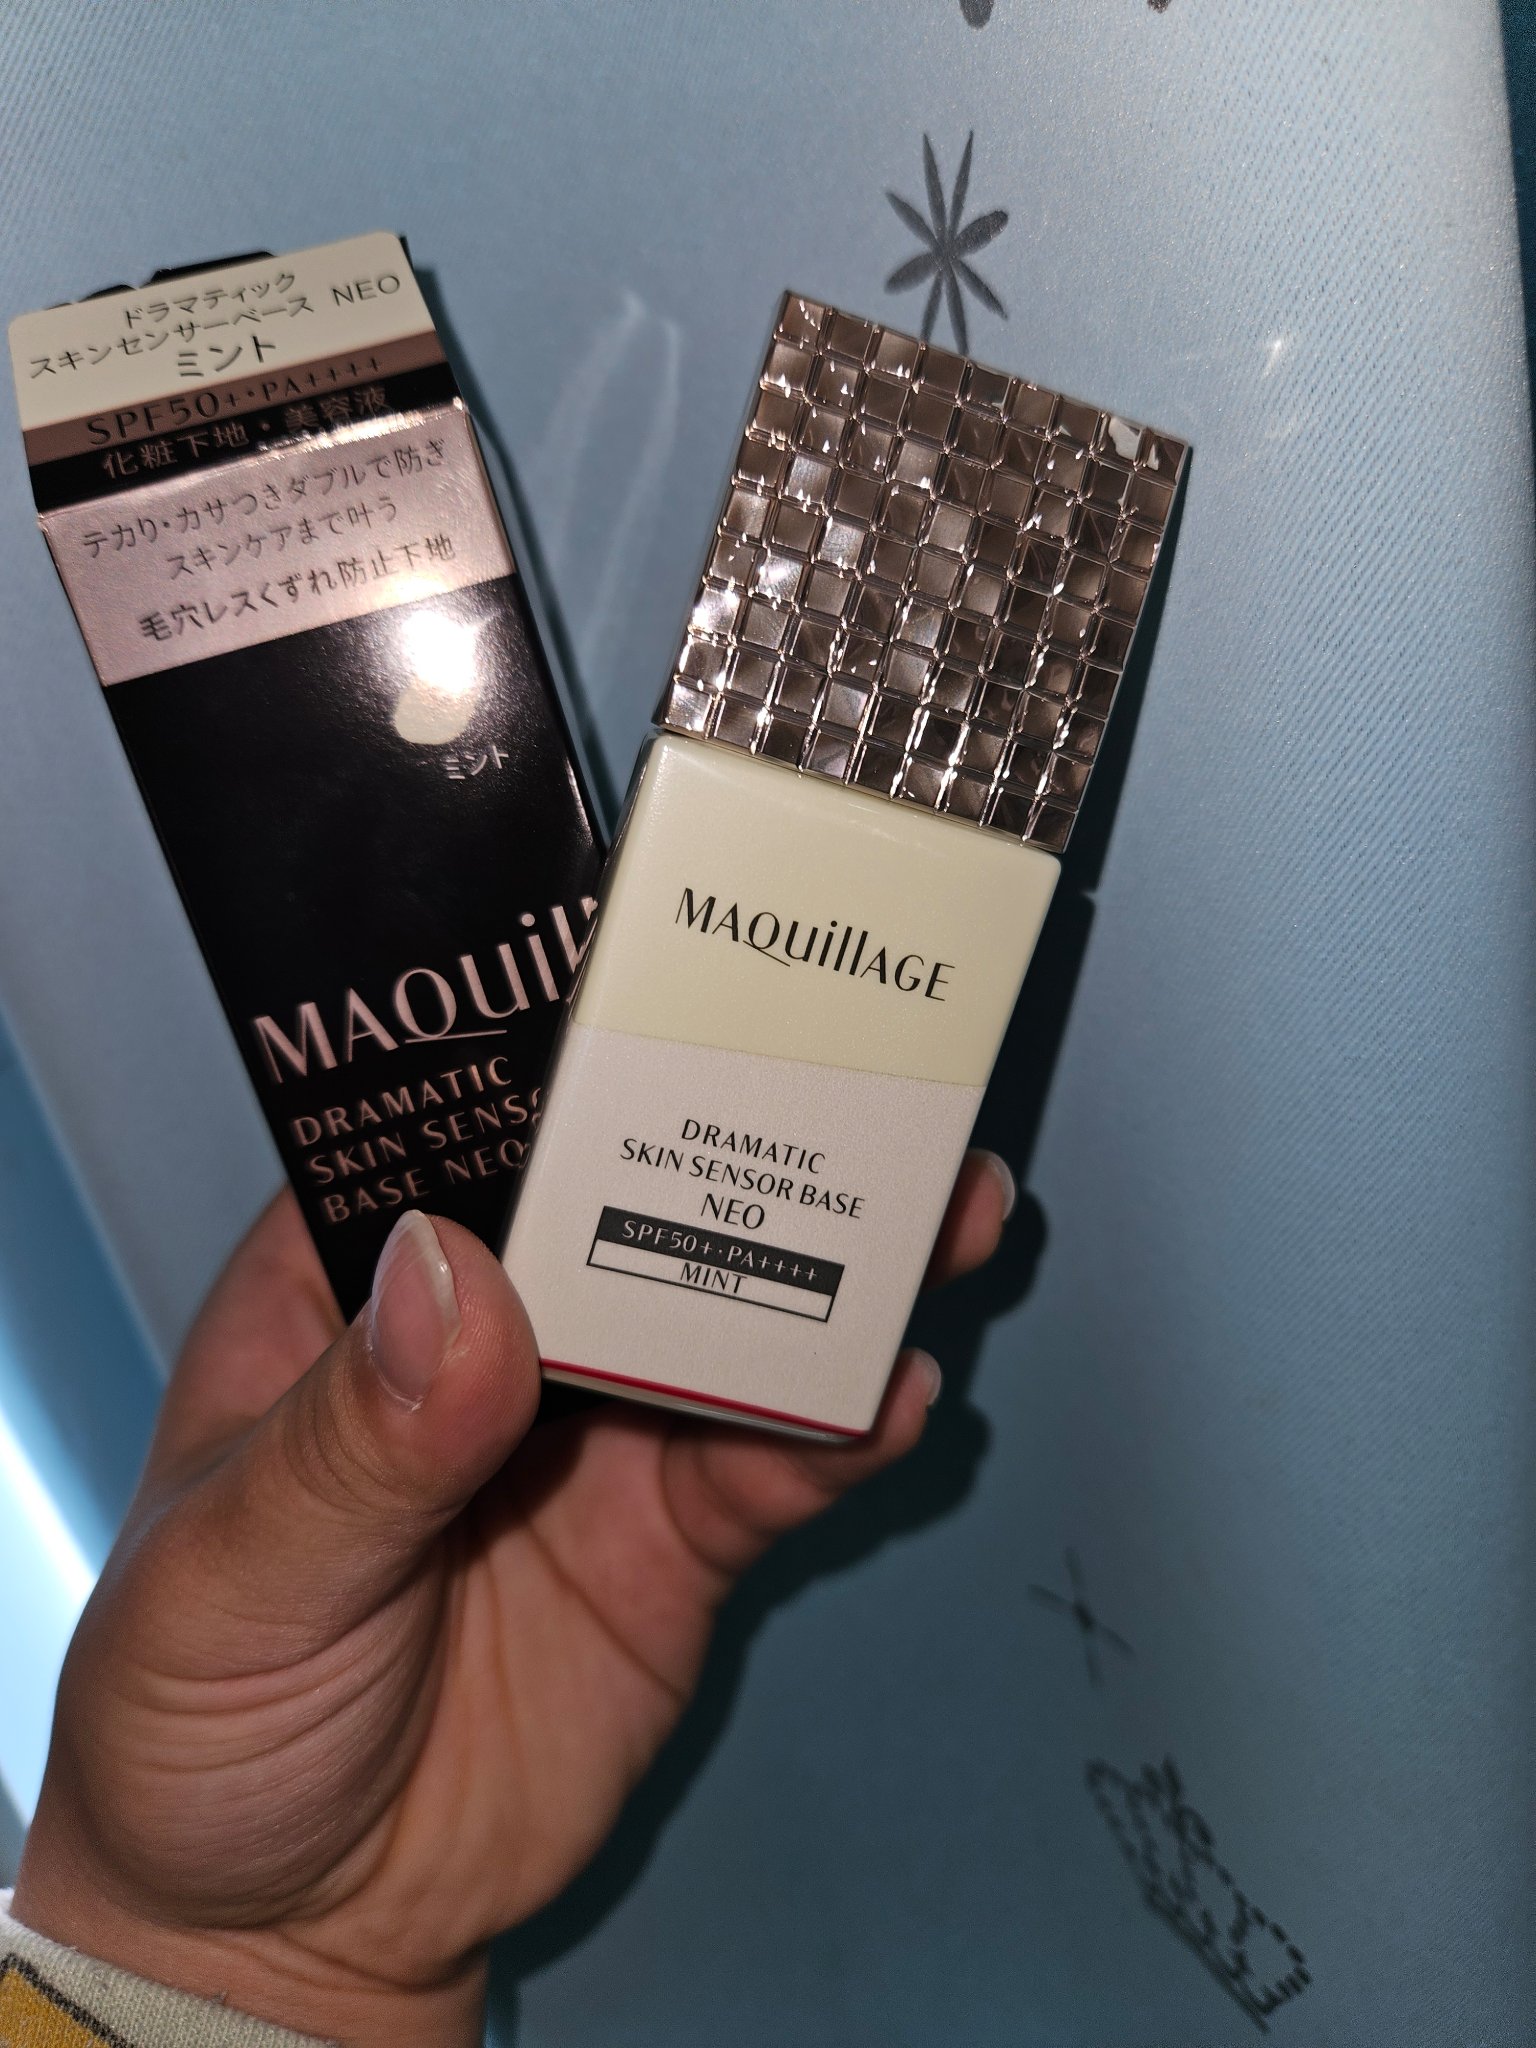 ドラマティック
スキンセンサーベース NEO
ミント
SPF50+・PA++++
化粧下地・美容液
テカリ・カサつきダブルで防ぎ
スキンケアまで叶う
毛穴レスくずれ防止下地
ミント
MAQuill
DRAMATIC
SKIN SENSO
BASE NEO
MAQuillAGE
DRAMATIC
SKIN SENSOR BASE
NEO
SPF50+・PA++++
MINT